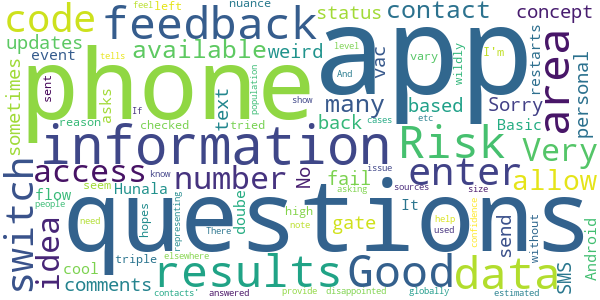 feel
nuance
code
feedback
left
contact
status
concept
updates
event
available
weird
And
level
vac
vary
wildly
I'm
restarts
personal
sometimes
phone
app
area
sent
tells
asks
population
If
show
many
based
Sorry
reason
checked
tried
text
back
cases
etc
Basic
information
Risk
Very
access
number
No
fail
enter
allow
switch
idea
flow
seem
Hunala
know
doube
issue
asking
It
sources
size
people
hopes
representing
high
gate
send
without
Android
SMS
questions
need
There
note
used
help
confidence
cool
triple
elsewhere
results
Good
data
comments
contacts'
answered
provide
disappointed
globally
estimated